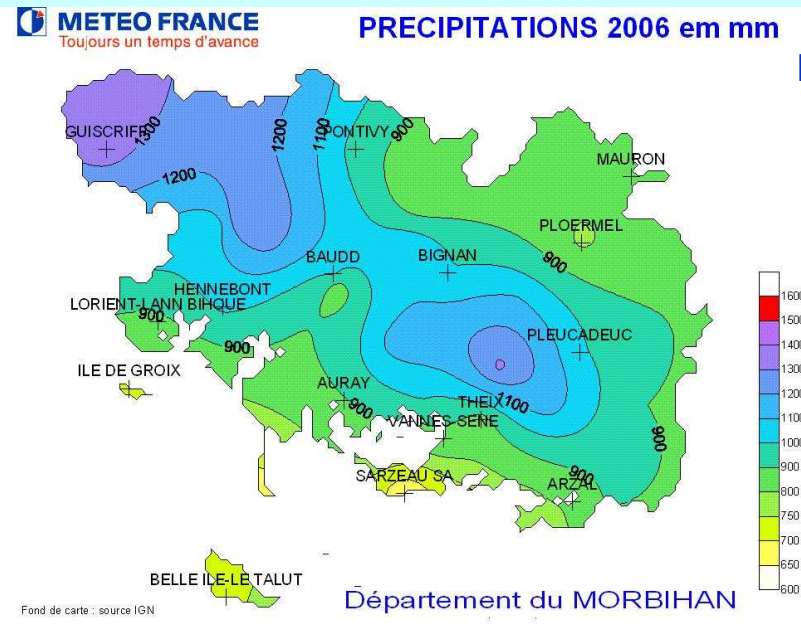 METEO FRANCE
Toujours un temps d'avance
PRECIPITATIONS 2006 em mm
GUISCRIFF
1300
1200
1100
PONTIVY
900
MAURON
1200
PLOERMEL
BAUDD
BIGNAN
900
HENNEBONT
LORIENT-LANN BIHOUE
900
PLEUCADEUC
900
ILE DE GROIX
AURAY
900
THEIX
1100
VANNES-SENE
900
SARZEAU SA
900
ARZAL
BELLE ILE-LE TALUT
1600
1500
1400
1300
1200
1100
1000
900
800
750
700
650
600
Département du MORBIHAN
Fond de carte : source IGN